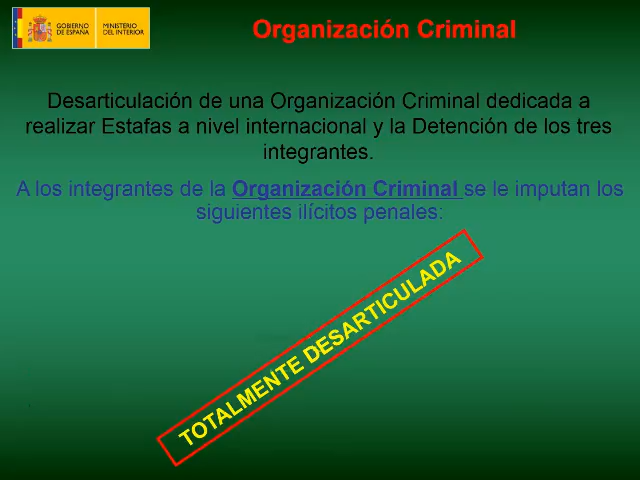 GOBIERNO
DE ESPAÑA
MINISTERIO
DEL INTERIOR
Organización Criminal
Desarticulación de una Organización Criminal dedicada a
realizar Estafas a nivel internacional y la Detención de los tres
integrantes.
A los integrantes de la Organización Criminal se le imputan los
siguientes ilícitos penales:
TOTALMENTE DESARTICULADA